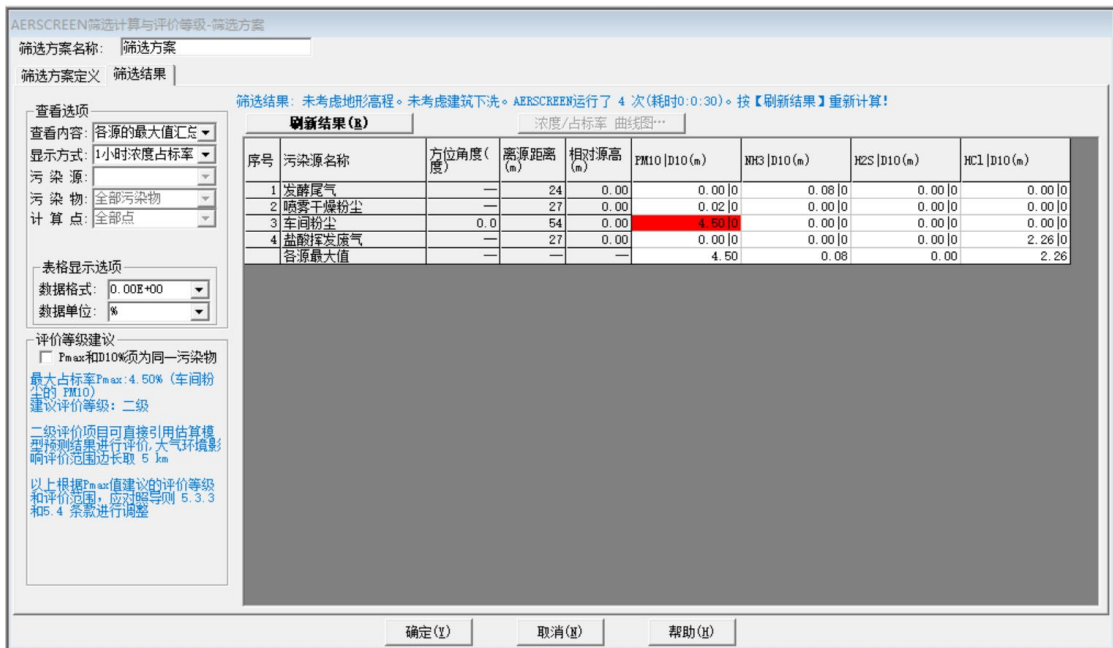 AERSCREEN筛选计算与评价等级-筛选方案
筛选方案名称: 筛选方案
筛选方案定义 筛选结果
筛选结果: 未考虑地形高程。未考虑建筑下洗。AERSCREEN运行了 4 次(耗时0:0:30)。按【刷新结果】重新计算!
刷新结果(R) 浓度/占标率 曲线图…
查看选项
查看内容: 各源的最大值汇总
显示方式: 1小时浓度占标率
污 染 源:
污 染 物: 全部污染物
计 算 点: 全部点
表格显示选项
数据格式: 0.00E+00
数据单位: %
评价等级建议
Pmax和D10%须为同一污染物
最大占标率Pmax:4.50% (车间粉
尘的 PM10)
建议评价等级: 二级
二级评价项目可直接引用估算模
型预测结果进行评价,大气环境影
响评价范围边长取 5 km
以上根据Pmax值建议的评价等级
和评价范围,应对照导则 5.3.3
和5.4 条款进行调整
序号 污染源名称 方位角度(度) 离源距离(m) 相对源高(m) PM10|D10(m) NH3|D10(m) H2S|D10(m) HCl|D10(m)
1 发酵尾气 — 24 0.00 0.00|0 0.08|0 0.00|0 0.00|0
2 喷雾干燥粉尘 — 27 0.00 0.02|0 0.00|0 0.00|0 0.00|0
3 车间粉尘 0.0 54 0.00 4.50|0 0.00|0 0.00|0 0.00|0
4 盐酸挥发废气 — 27 0.00 0.00|0 0.00|0 0.00|0 2.26|0
各源最大值 — — — 4.50 0.08 0.00 2.26
确定(Y) 取消(N) 帮助(H)